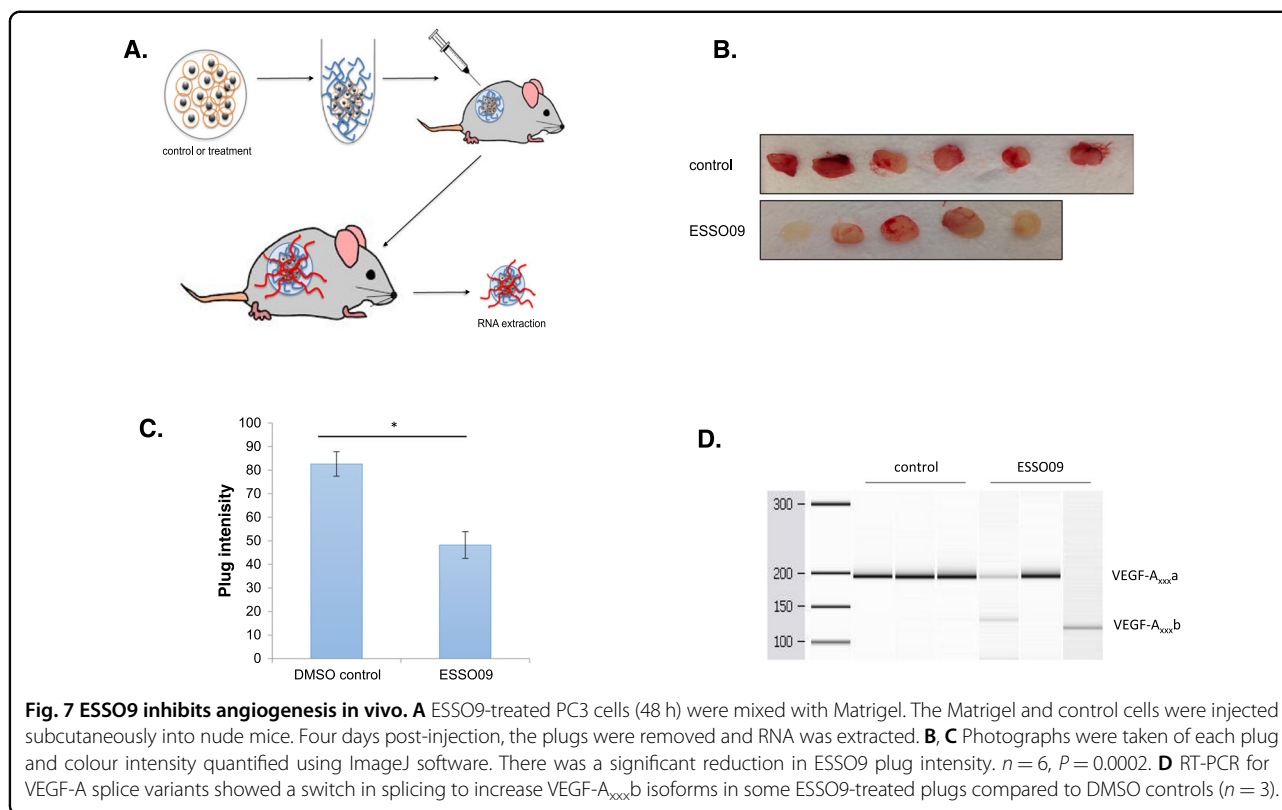 A.
control or treatment
RNA extraction
B.
control
ESSO09
C.
*
100
90
80
70
60
50
40
30
20
10
0
Plug intenisity
DMSO control
ESSO09
D.
control
ESSO09
300
200
150
100
VEGF-Axxxa
VEGF-Axxxb
Fig. 7 ESSO9 inhibits angiogenesis in vivo. A ESSO9-treated PC3 cells (48 h) were mixed with Matrigel. The Matrigel and control cells were injected
subcutaneously into nude mice. Four days post-injection, the plugs were removed and RNA was extracted. B, C Photographs were taken of each plug
and colour intensity quantified using ImageJ software. There was a significant reduction in ESSO9 plug intensity. n = 6, P = 0.0002. D RT-PCR for
VEGF-A splice variants showed a switch in splicing to increase VEGF-Axxxb isoforms in some ESSO9-treated plugs compared to DMSO controls (n = 3).